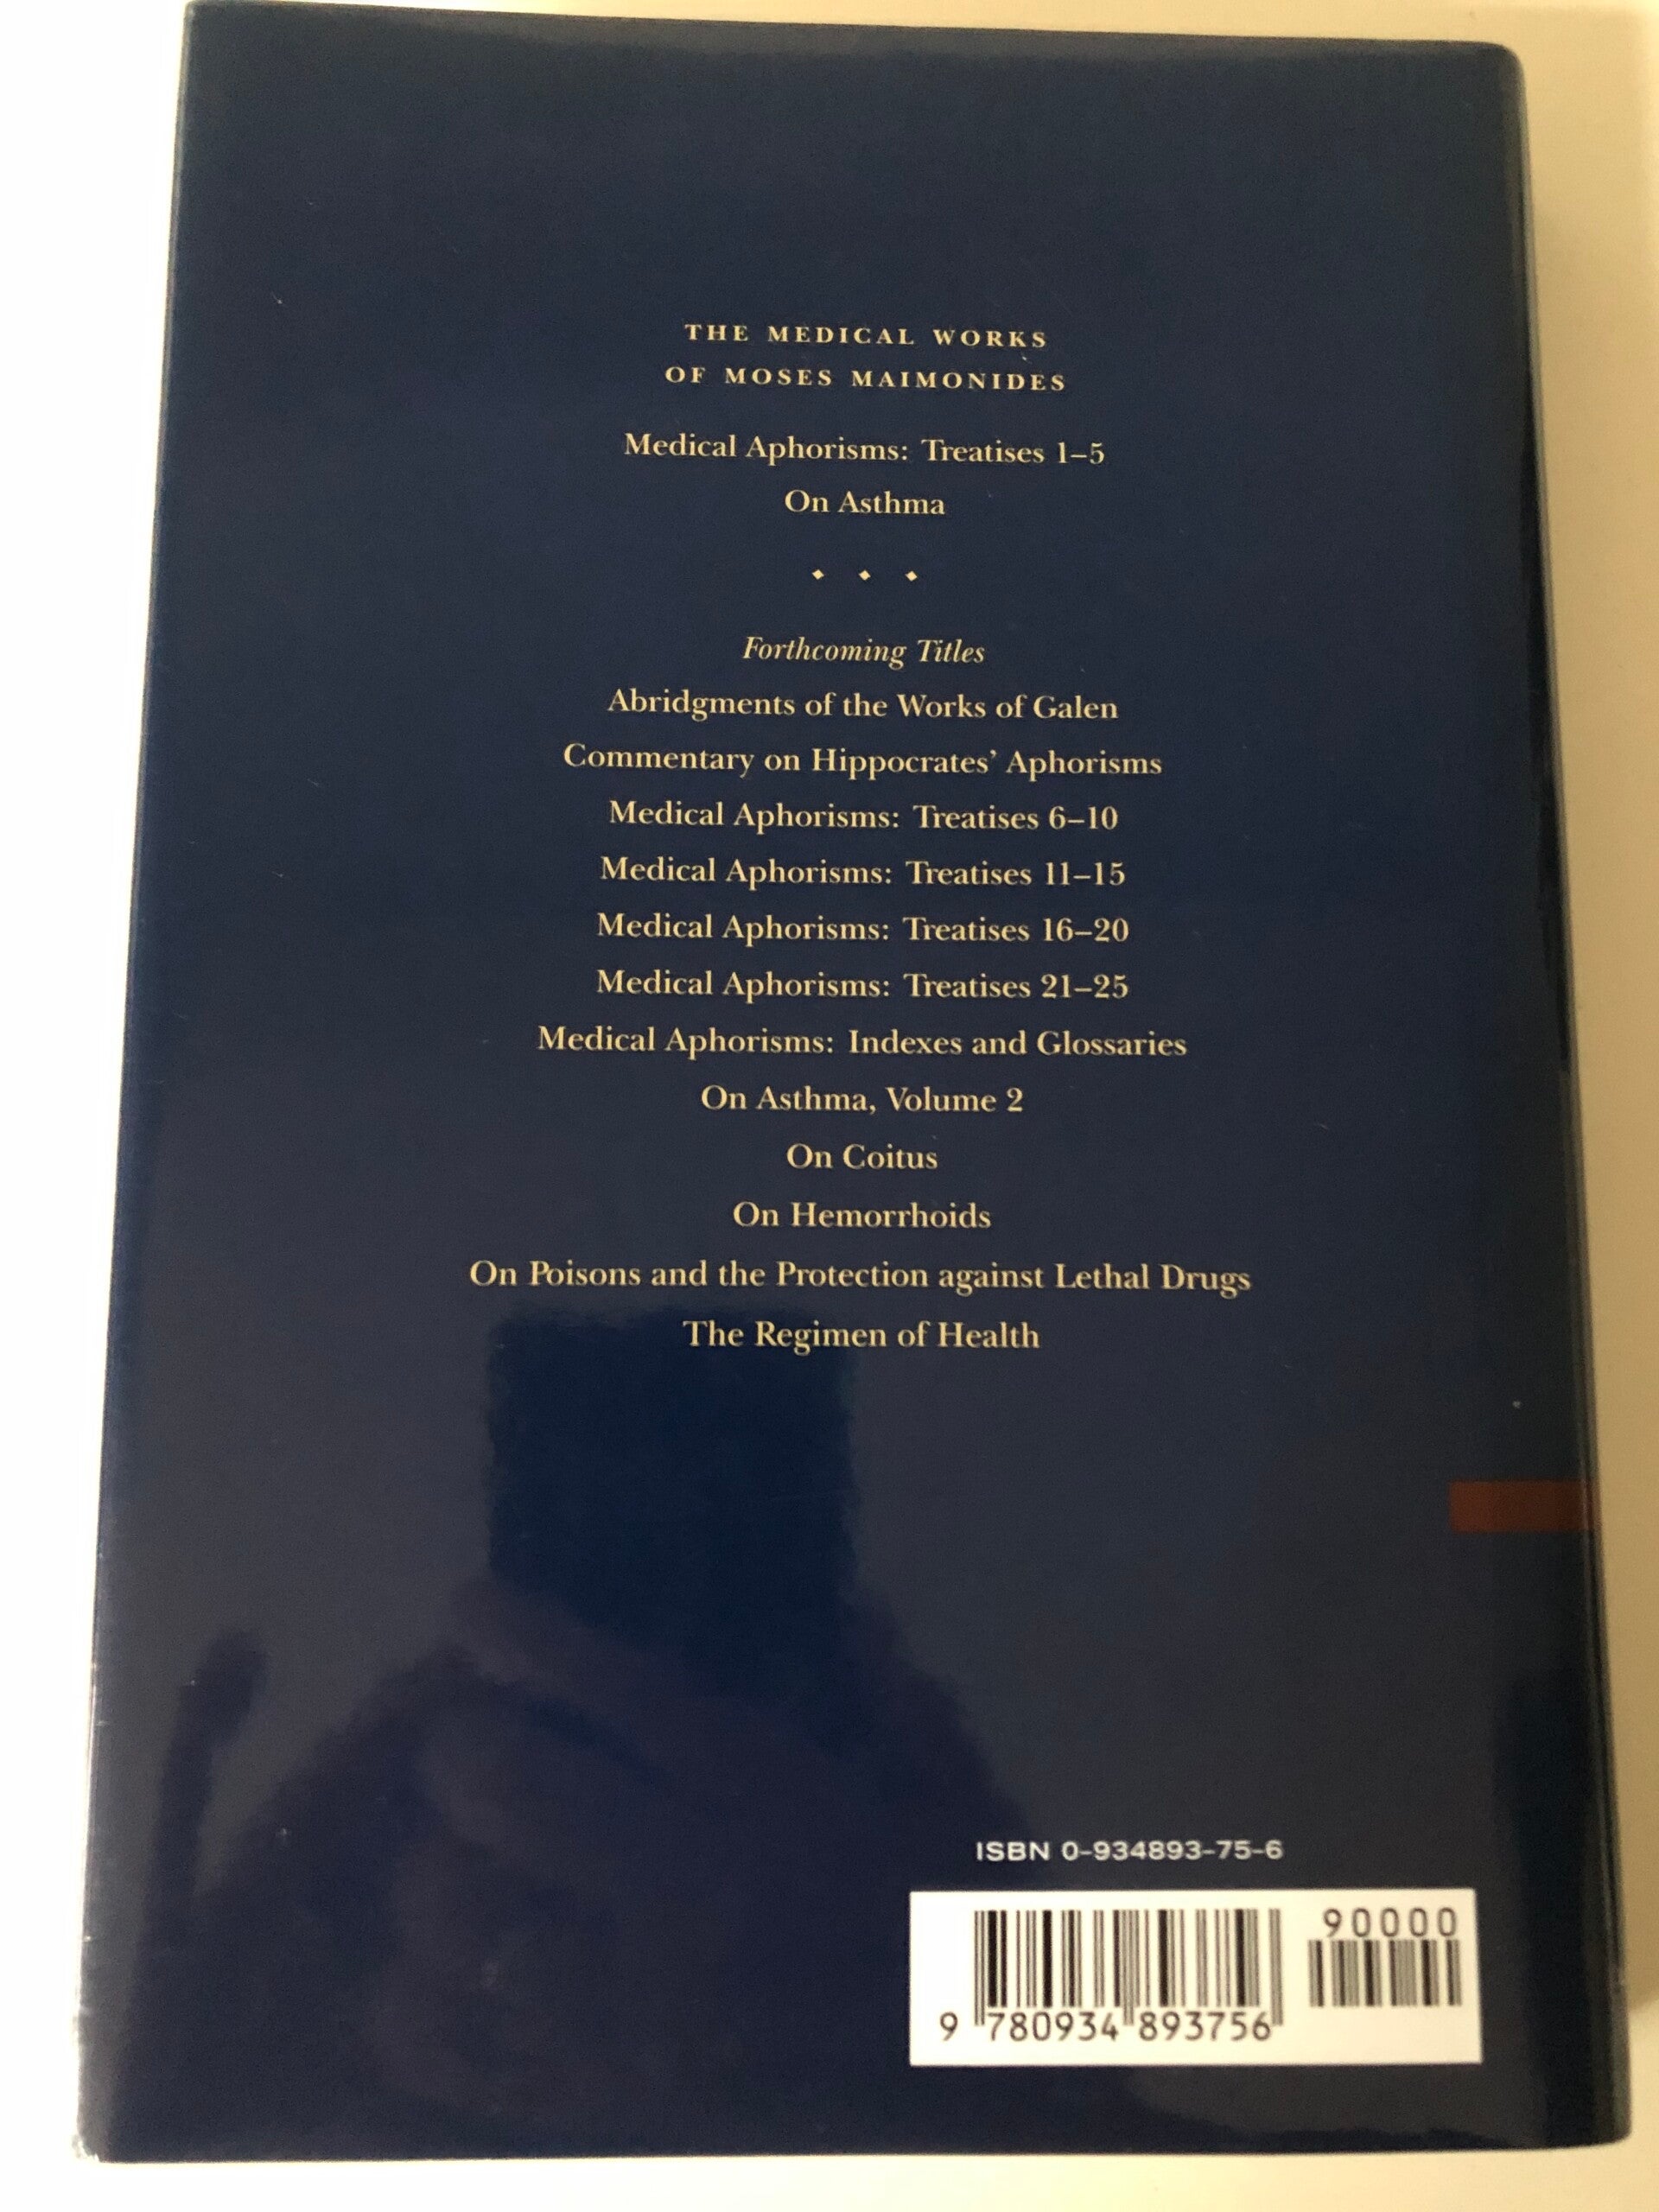 THE MEDICAL WORKS
OF MOSES MAIMONIDES
Medical Aphorisms: Treatises 1–5
On Asthma
Forthcoming Titles
Abridgments of the Works of Galen
Commentary on Hippocrates’ Aphorisms
Medical Aphorisms: Treatises 6–10
Medical Aphorisms: Treatises 11–15
Medical Aphorisms: Treatises 16–20
Medical Aphorisms: Treatises 21–25
Medical Aphorisms: Indexes and Glossaries
On Asthma, Volume 2
On Coitus
On Hemorrhoids
On Poisons and the Protection against Lethal Drugs
The Regimen of Health
ISBN 0-934893-75-6
90000
9 780934 893756